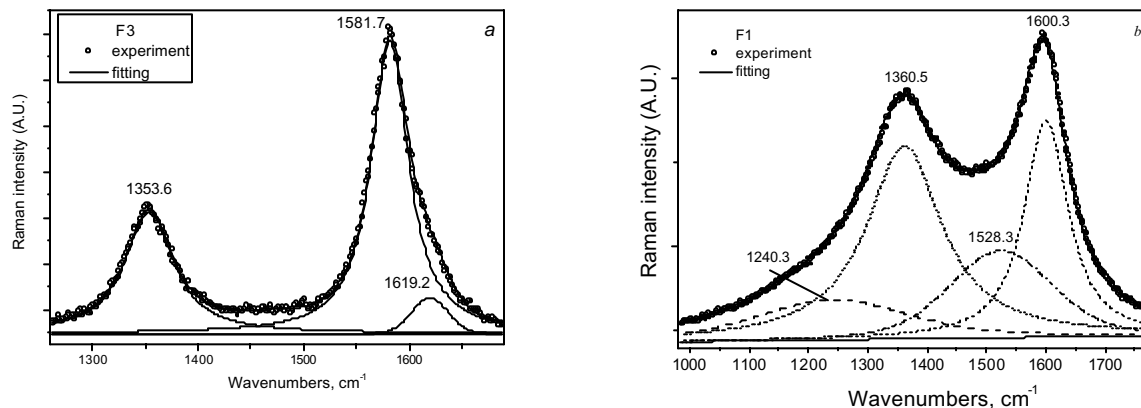 F3
experiment
fitting
a
1581.7
1353.6
1619.2
Raman intensity (A.U.)
1300 1400 1500 1600
Wavenumbers, cm-1
F1
experiment
fitting
b
1600.3
1360.5
1528.3
1240.3
Raman intensity (A.U.)
1000 1100 1200 1300 1400 1500 1600 1700
Wavenumbers, cm-1